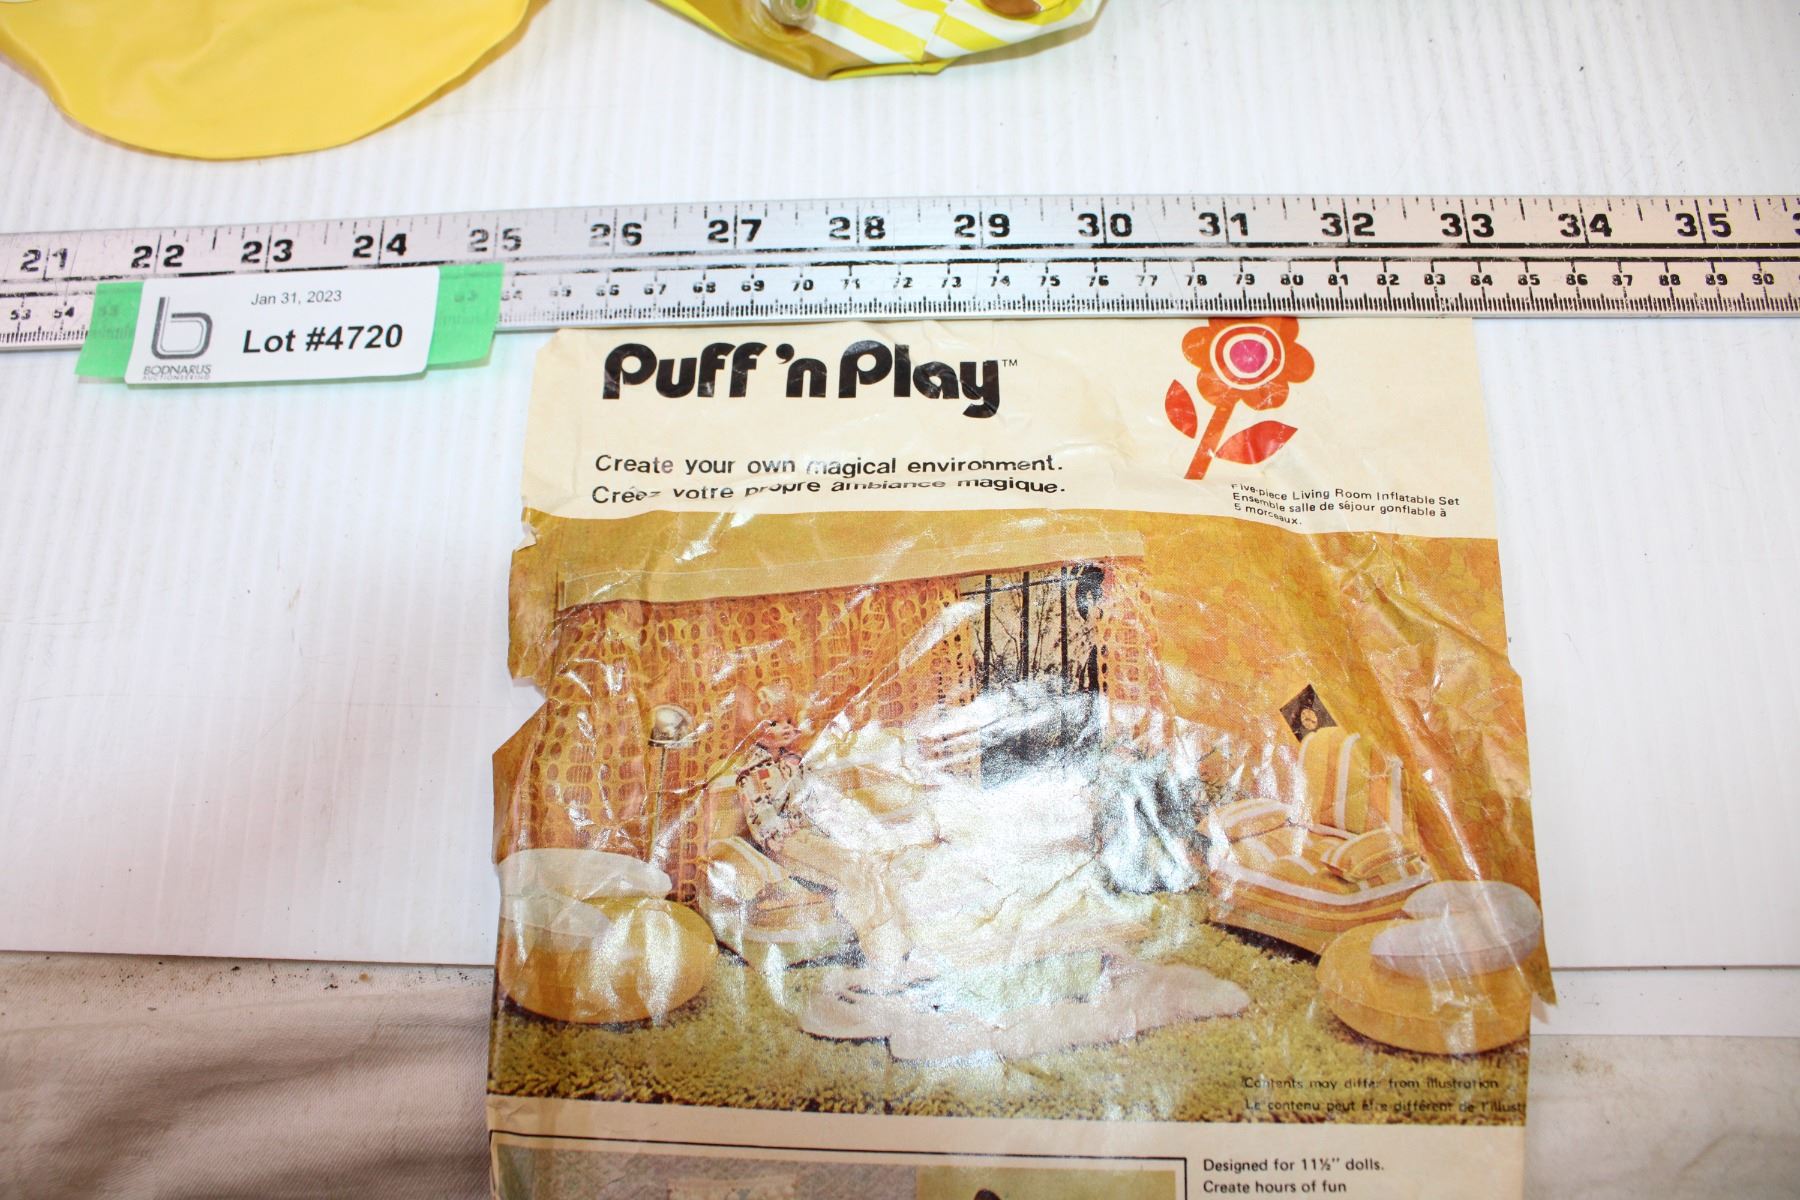 21 22 23 24 25 26 27 28 29 30 31 32 33 34 35
53 54 65 66 67 68 69 70 71 72 73 74 75 76 77 78 79 80 81 82 83 84 85 86 87 88 89 90
Jan 31, 2023
Lot #4720
BODNARUS
AUCTIONEERING
Puff 'n Play™
Create your own magical environment.
Créez votre propre ambiance magique.
Five-piece Living Room Inflatable Set
Ensemble salle de séjour gonflable à
5 morceaux.
Contents may differ from illustration
Le contenu peut être différent de l'illust
Designed for 11½" dolls.
Create hours of fun